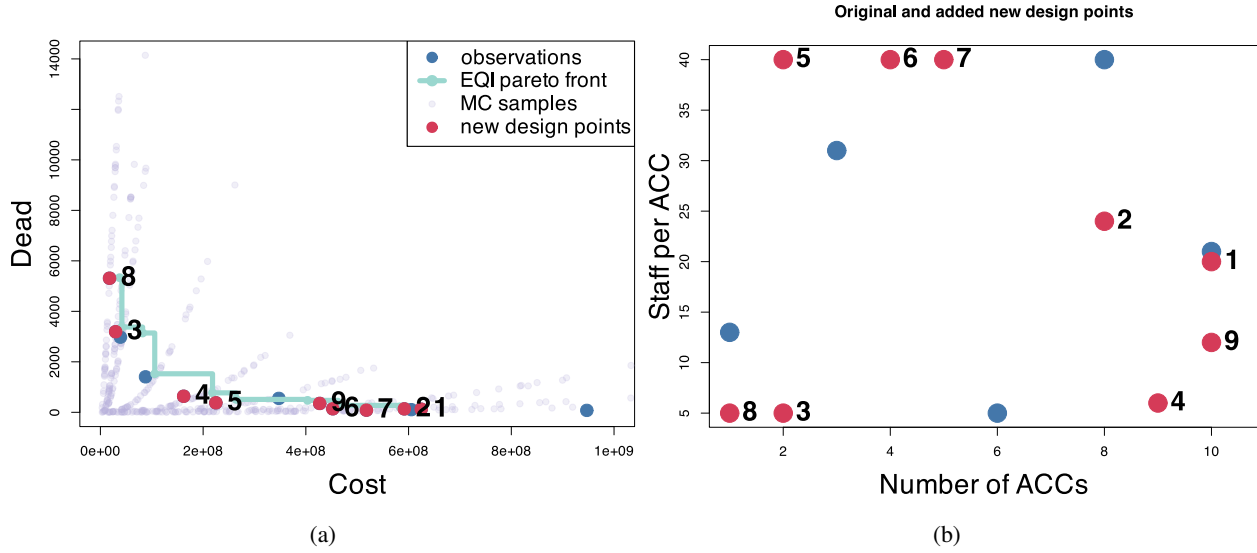 Original and added new design points
observations
EQI pareto front
MC samples
new design points
14000
10000
8000
6000
4000
2000
0
Dead
8
3
4
5
9
6
7
2
1
0e+00
2e+08
4e+08
6e+08
8e+08
1e+09
Cost
(a)
40
35
30
25
20
15
10
5
Staff per ACC
5
6
7
2
1
9
4
8
3
2
4
6
8
10
Number of ACCs
(b)